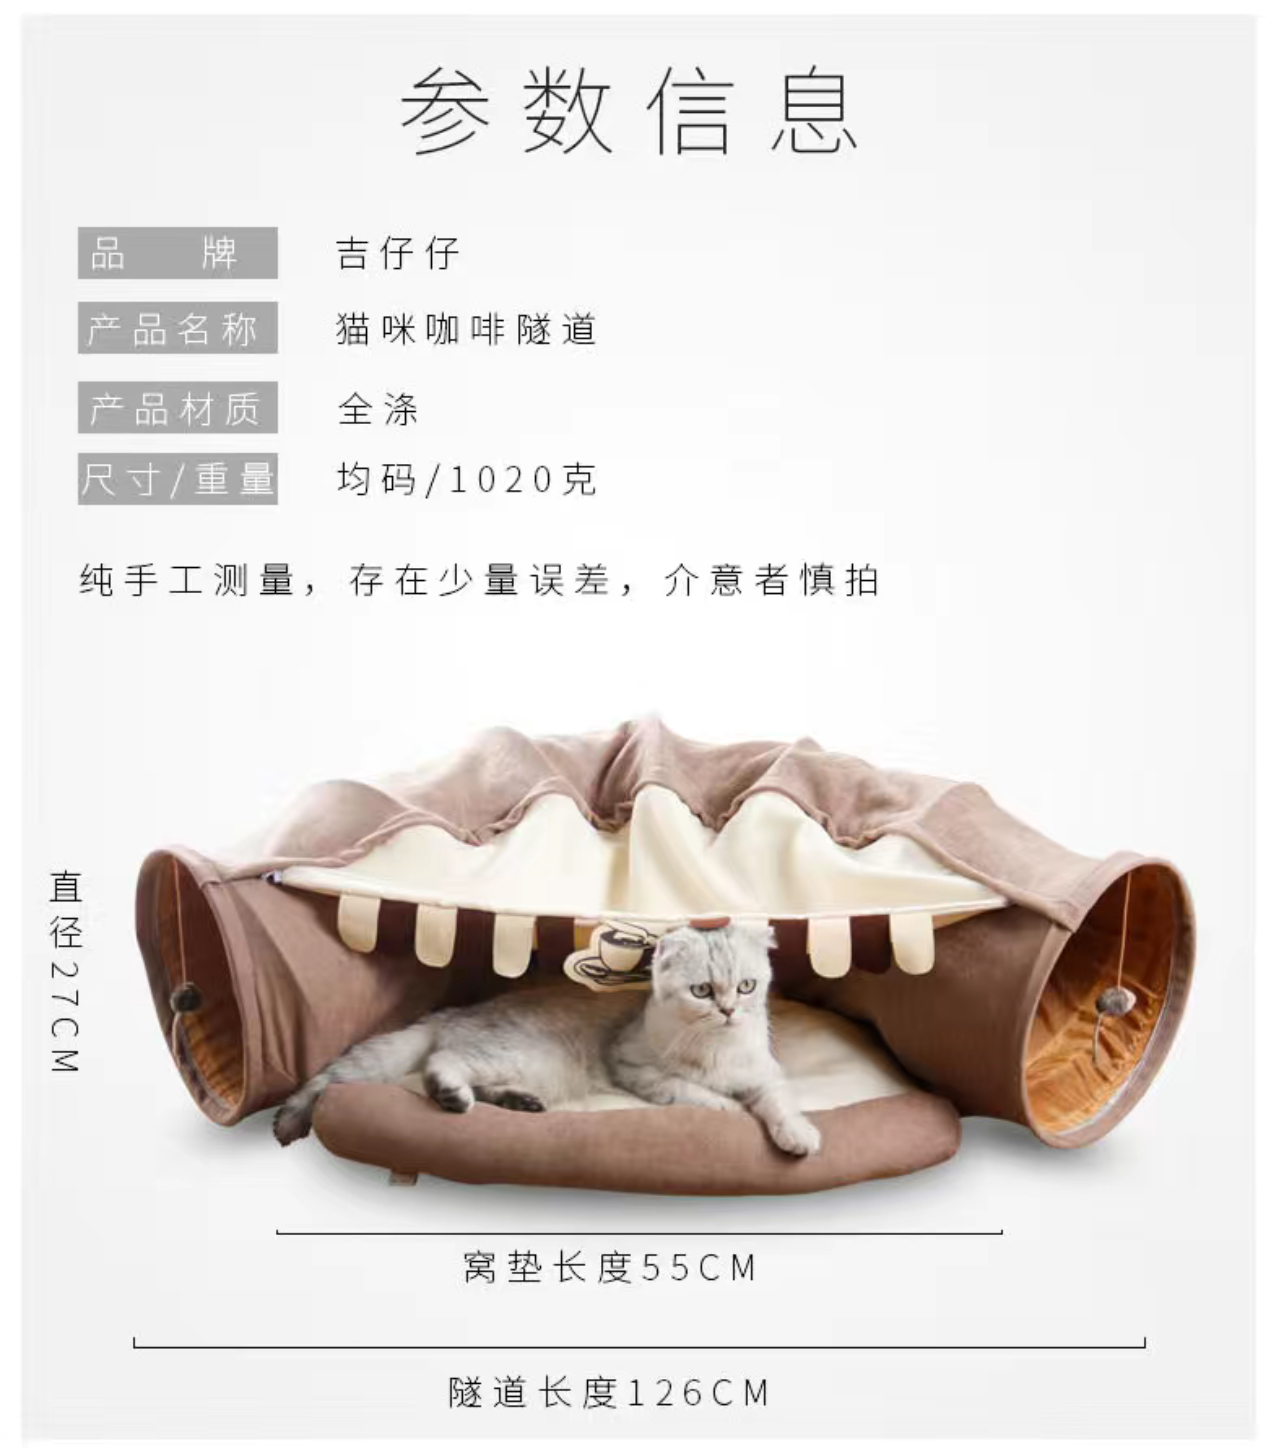 参数信息
品牌 吉仔仔
产品名称 猫咪咖啡隧道
产品材质 全涤
尺寸/重量 均码/1020克
纯手工测量，存在少量误差，介意者慎拍
直径27CM
窝垫长度55CM
隧道长度126CM